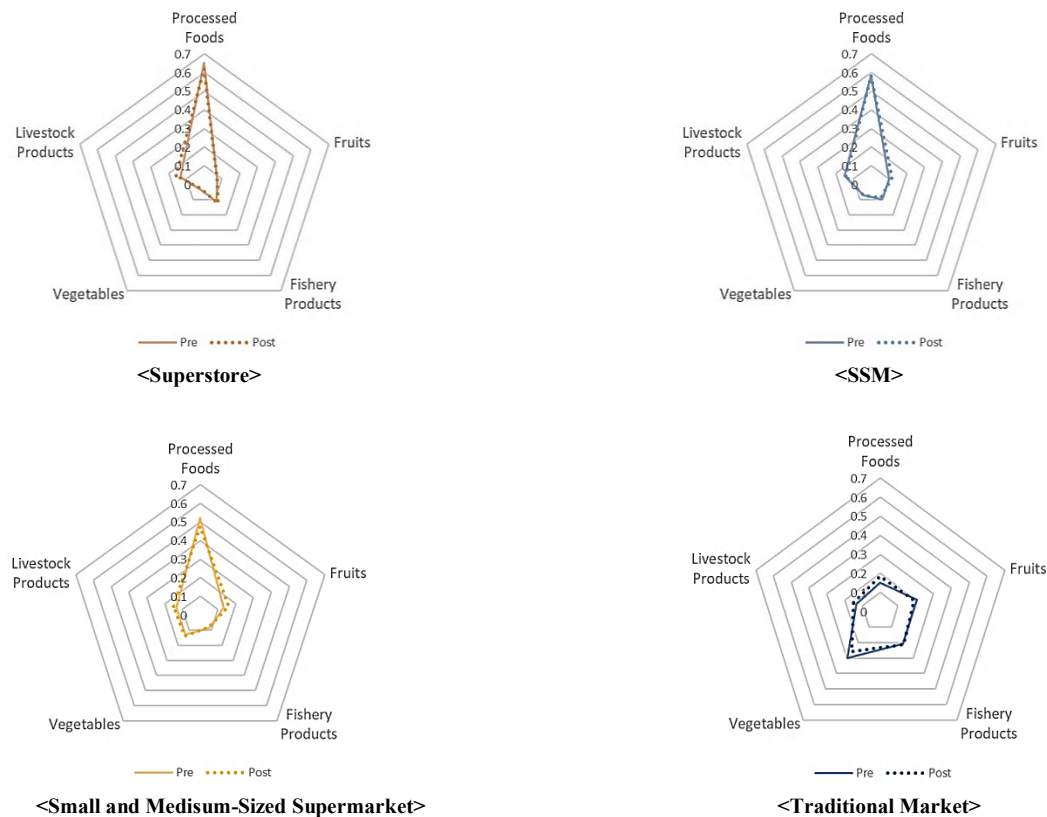 Processed
Foods
0.7
0.6
0.5
0.4
0.3
0.2
0.1
0
Livestock
Products
Fruits
Vegetables
Fishery
Products
Pre
Post
<Superstore>
Processed
Foods
0.7
0.6
0.5
0.4
0.3
0.2
0.1
0
Livestock
Products
Fruits
Vegetables
Fishery
Products
Pre
Post
<SSM>
Processed
Foods
0.7
0.6
0.5
0.4
0.3
0.2
0.1
0
Livestock
Products
Fruits
Vegetables
Fishery
Products
Pre
Post
<Small and Medisum-Sized Supermarket>
Processed
Foods
0.7
0.6
0.5
0.4
0.3
0.2
0.1
0
Livestock
Products
Fruits
Vegetables
Fishery
Products
Pre
Post
<Traditional Market>